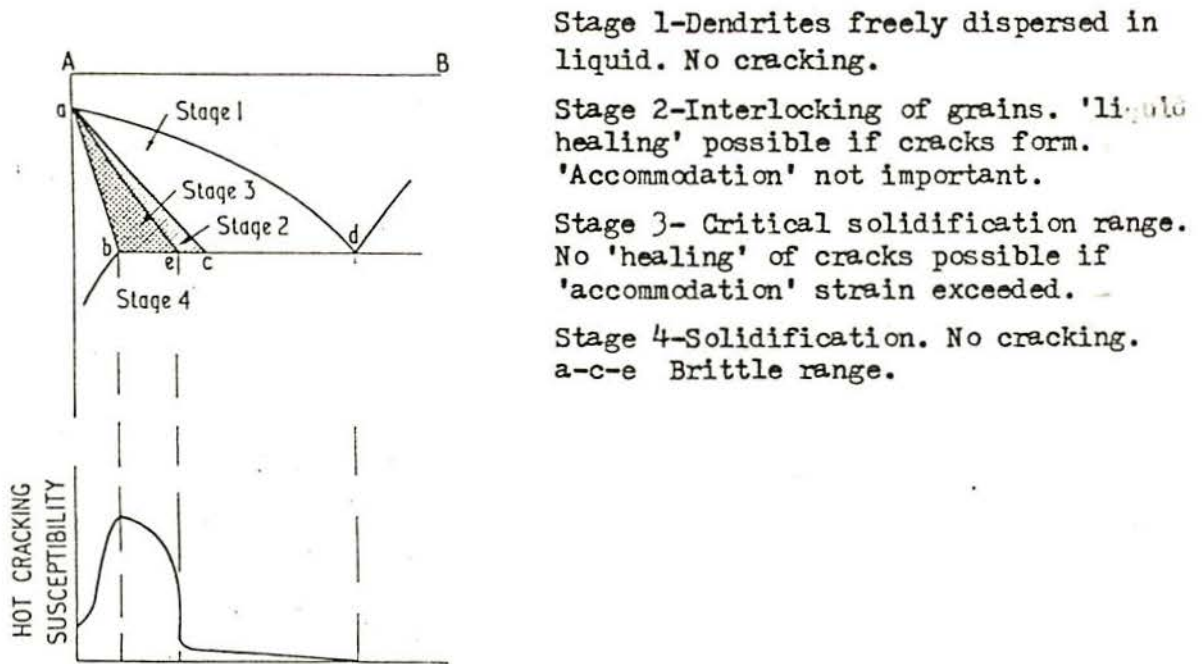 A
B
a
Stage 1
Stage 3
Stage 2
b
e
c
d
Stage 4
HOT CRACKING
SUSCEPTIBILITY
Stage 1-Dendrites freely dispersed in
liquid. No cracking.
Stage 2-Interlocking of grains.
healing' possible if cracks form.
'Accommodation' not important.
Stage 3- Critical solidification range.
No 'healing' of cracks possible if
'accommodation' strain exceeded.
Stage 4-Solidification. No cracking.
a-c-e Brittle range.